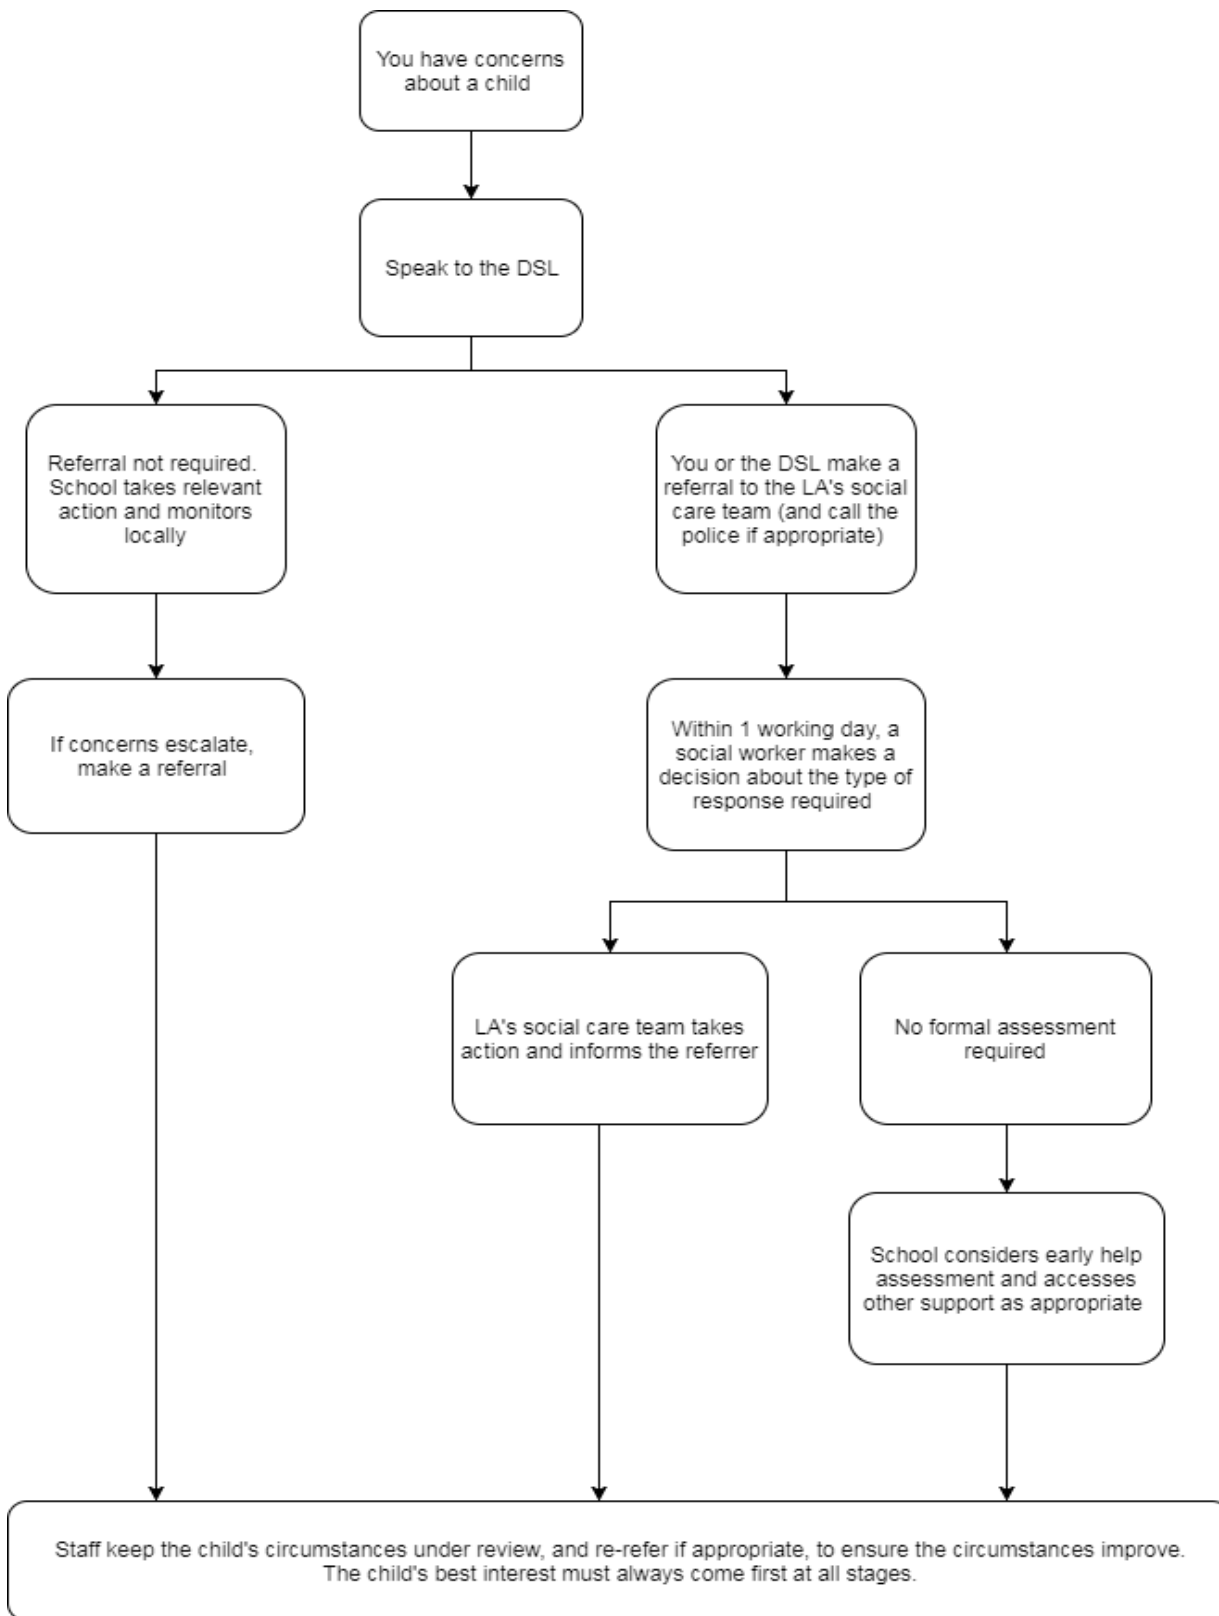 You have concerns
about a child
Speak to the DSL
Referral not required.
School takes relevant
action and monitors
locally
You or the DSL make a
referral to the LA's social
care team (and call the
police if appropriate)
If concerns escalate,
make a referral
Within 1 working day, a
social worker makes a
decision about the type of
response required
LA's social care team takes
action and informs the referrer
No formal assessment
required
School considers early help
assessment and accesses
other support as appropriate
Staff keep the child's circumstances under review, and re-refer if appropriate, to ensure the circumstances improve.
The child's best interest must always come first at all stages.